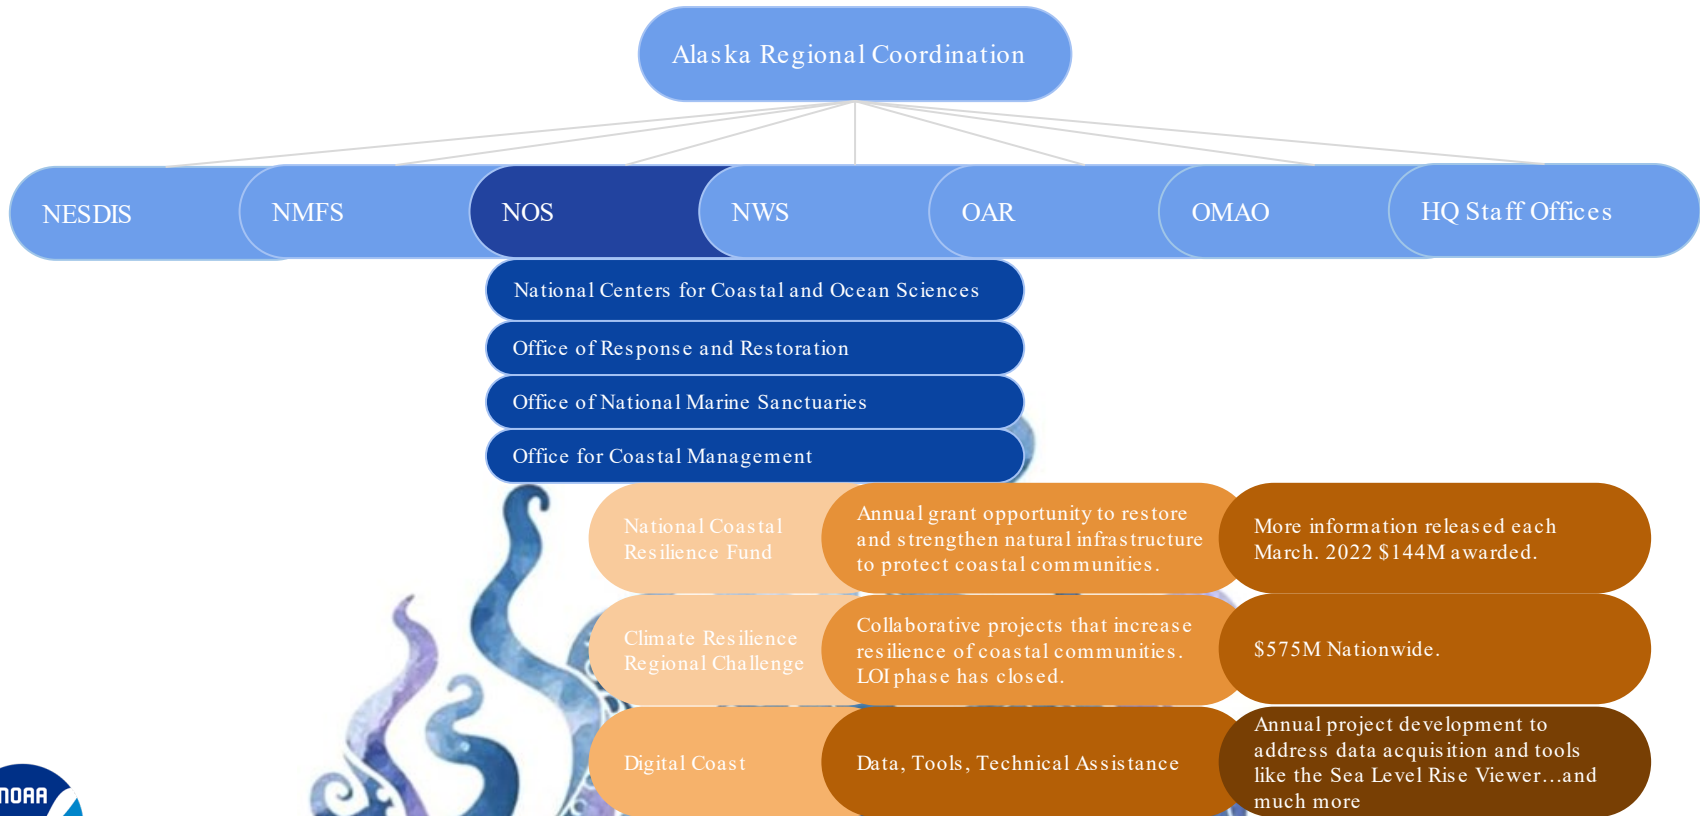 Alaska Regional Coordination
NESDIS
NMFS
NOS
NWS
OAR
OMAO
HQ Staff Offices
National Centers for Coastal and Ocean Sciences
Office of Response and Restoration
Office of National Marine Sanctuaries
Office for Coastal Management
National Coastal
Resilience Fund
Annual grant opportunity to restore
and strengthen natural infrastructure
to protect coastal communities.
More information released each
March. 2022 $144M awarded.
Climate Resilience
Regional Challenge
Collaborative projects that increase
resilience of coastal communities.
LOI phase has closed.
$575M Nationwide.
Digital Coast
Data, Tools, Technical Assistance
Annual project development to
address data acquisition and tools
like the Sea Level Rise Viewer...and
much more
NOAA